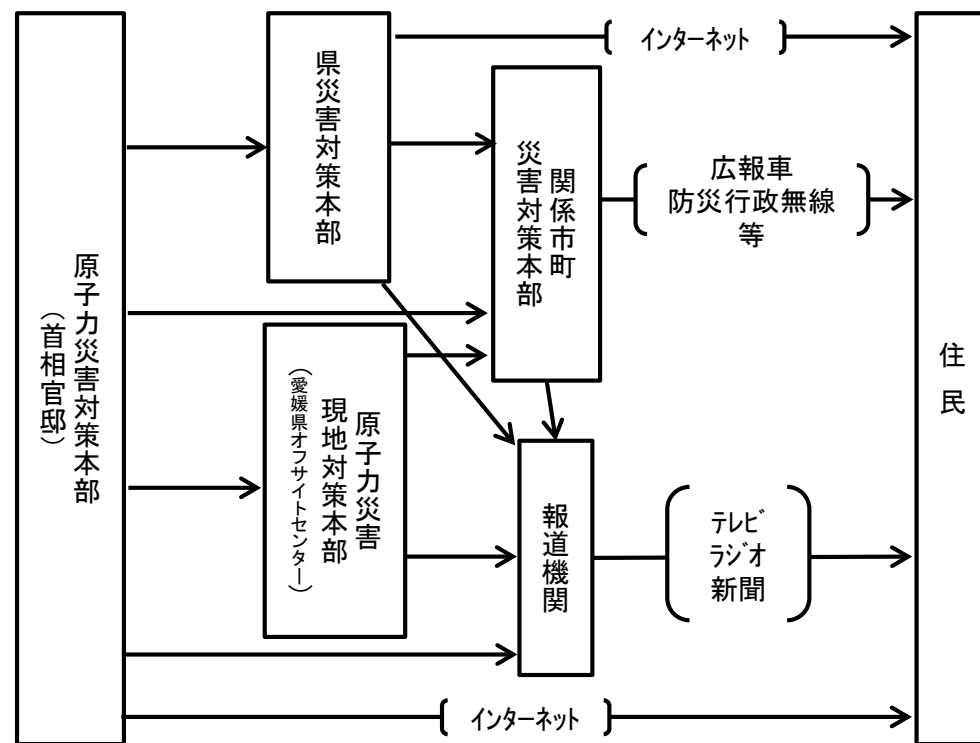 原子力災害対策本部
(首相官邸)
県災害対策本部
関係市町
災害対策本部
インターネット
広報車
防災行政無線
等
原子力災害
現地対策本部
(愛媛県オフサイトセンター)
報道機関
テレビ
ラジオ
新聞
インターネット
住民